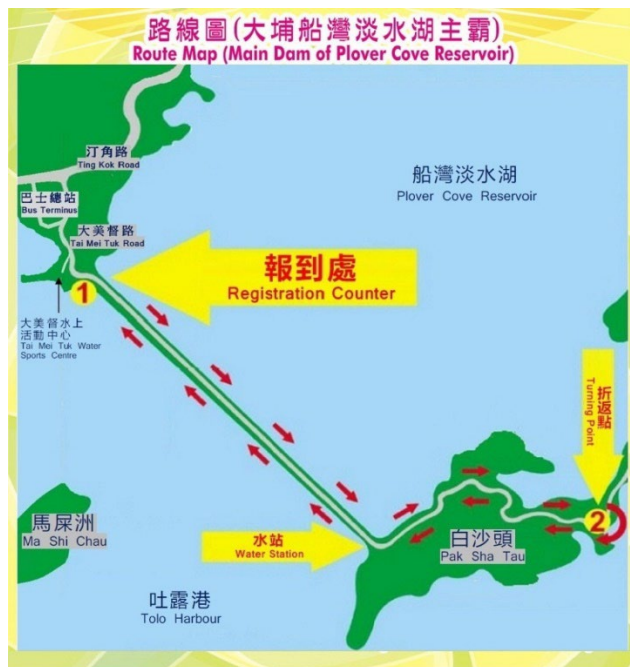 路線圖(大埔船灣淡水湖主霸)
Route Map (Main Dam of Plover Cove Reservoir)
汀角路
Ting Kok Road
船灣淡水湖
Plover Cove Reservoir
巴士總站
Bus Terminus
大美督路
Tai Mei Tuk Road
報到處
Registration Counter
1
大美督水上
活動中心
Tai Mei Tuk Water
Sports Centre
折返點
Turning Point
2
馬屎洲
Ma Shi Chau
水站
Water Station
白沙頭
Pak Sha Tau
吐露港
Tolo Harbour